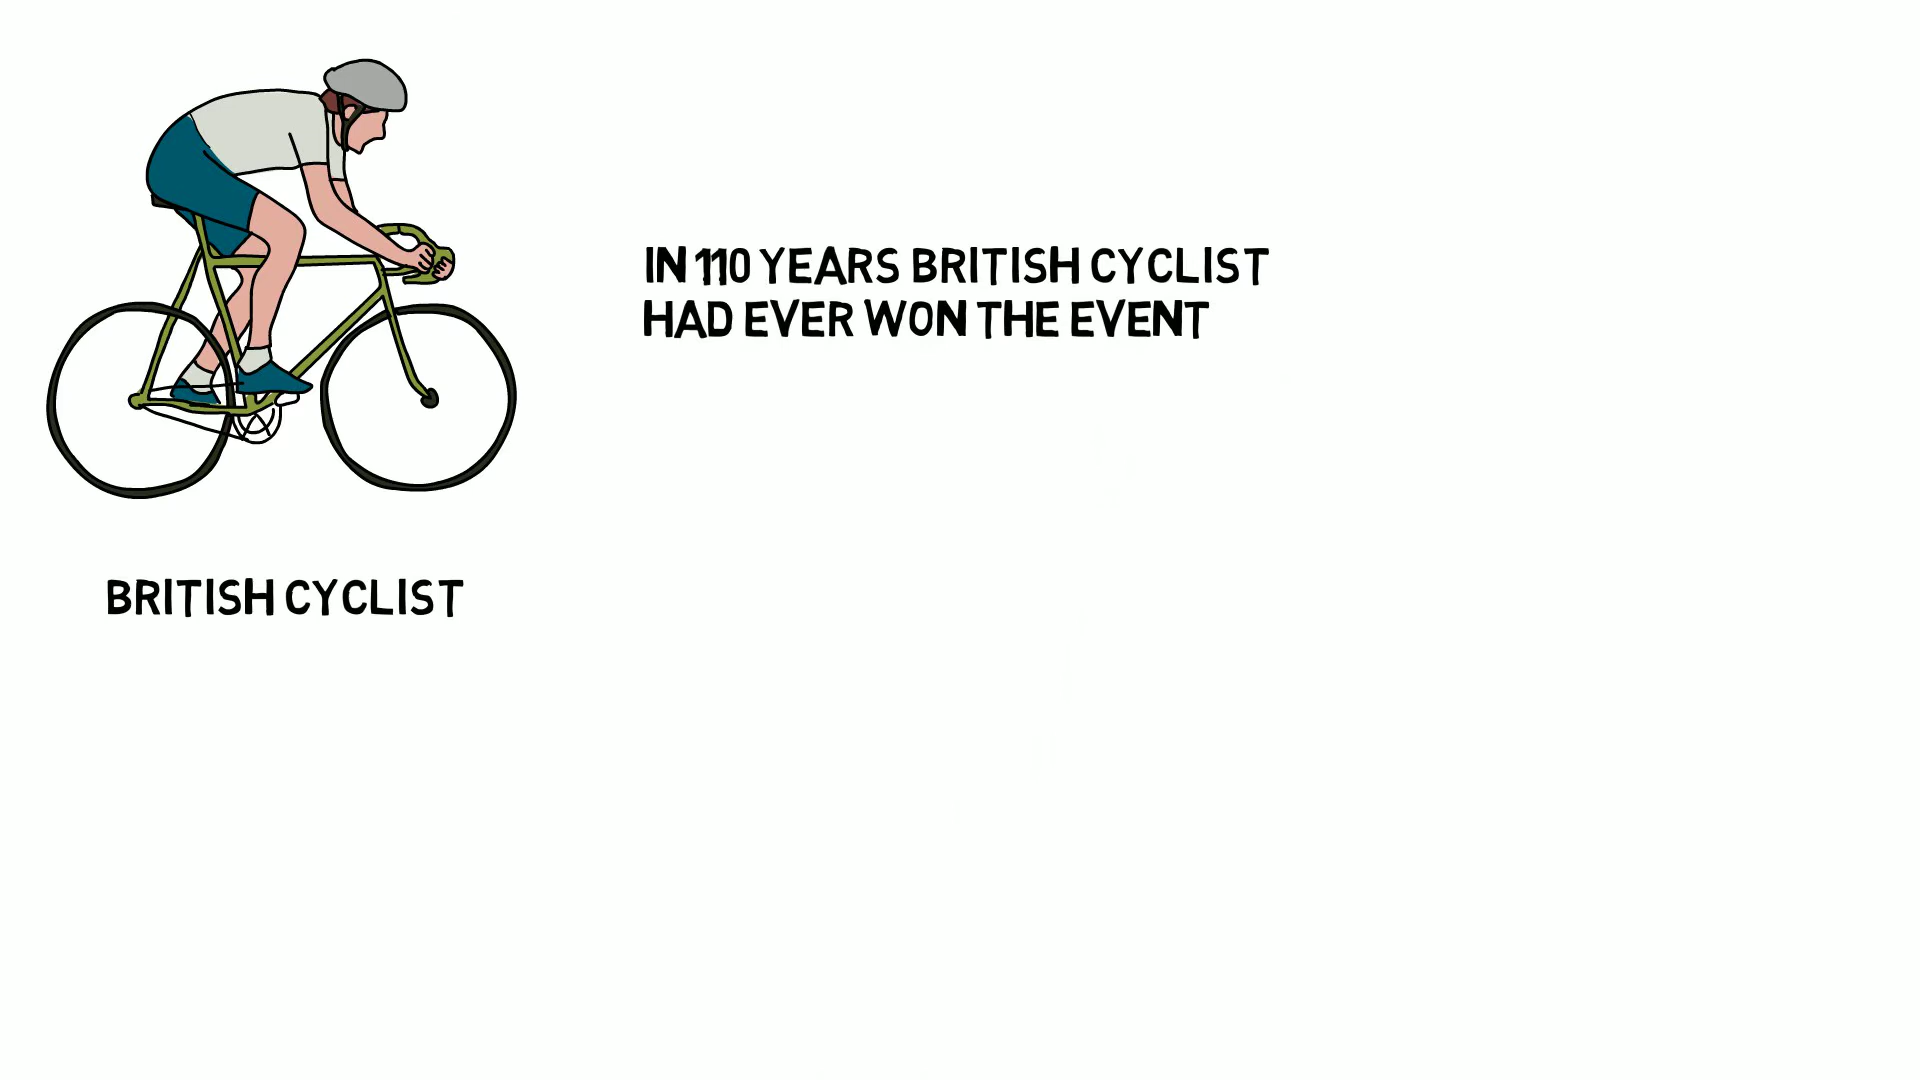 IN 110 YEARS BRITISH CYCLIST
HAD EVER WON THE EVENT
BRITISH CYCLIST